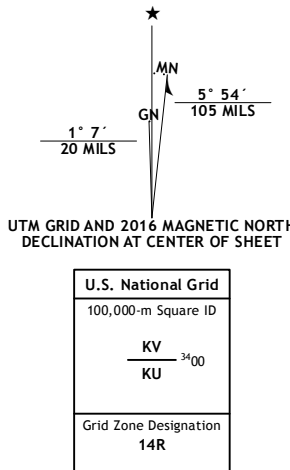 ★
MN
5° 54´
105 MILS
GN
1° 7´
20 MILS
UTM GRID AND 2016 MAGNETIC NORTH
DECLINATION AT CENTER OF SHEET
U.S. National Grid
100,000-m Square ID
KV
3400
KU
Grid Zone Designation
14R